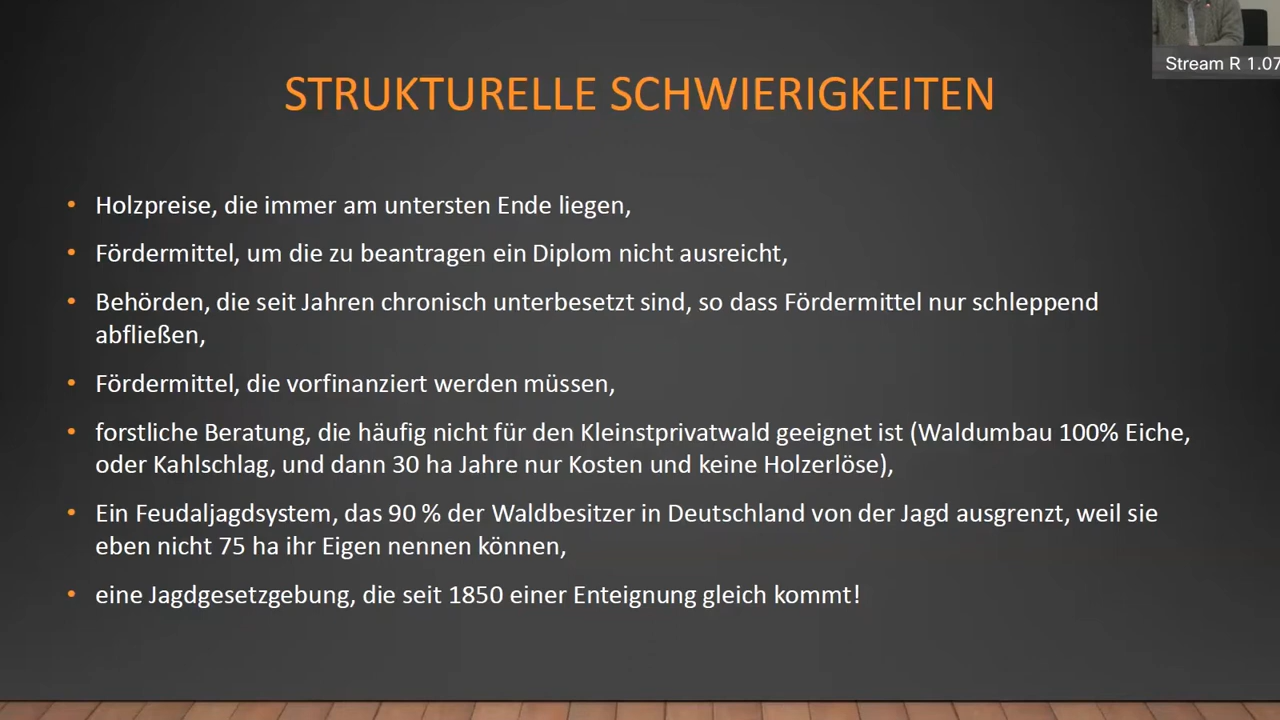 Stream R 1.07
STRUKTURELLE SCHWIERIGKEITEN
• Holzpreise, die immer am untersten Ende liegen,
• Fördermittel, um die zu beantragen ein Diplom nicht ausreicht,
• Behörden, die seit Jahren chronisch unterbesetzt sind, so dass Fördermittel nur schleppend
abfließen,
• Fördermittel, die vorfinanziert werden müssen,
• forstliche Beratung, die häufig nicht für den Kleinstprivatwald geeignet ist (Waldumbau 100% Eiche,
oder Kahlschlag, und dann 30 ha Jahre nur Kosten und keine Holzerlöse),
• Ein Feudaljagdsystem, das 90 % der Waldbesitzer in Deutschland von der Jagd ausgrenzt, weil sie
eben nicht 75 ha ihr Eigen nennen können,
• eine Jagdgesetzgebung, die seit 1850 einer Enteignung gleich kommt!